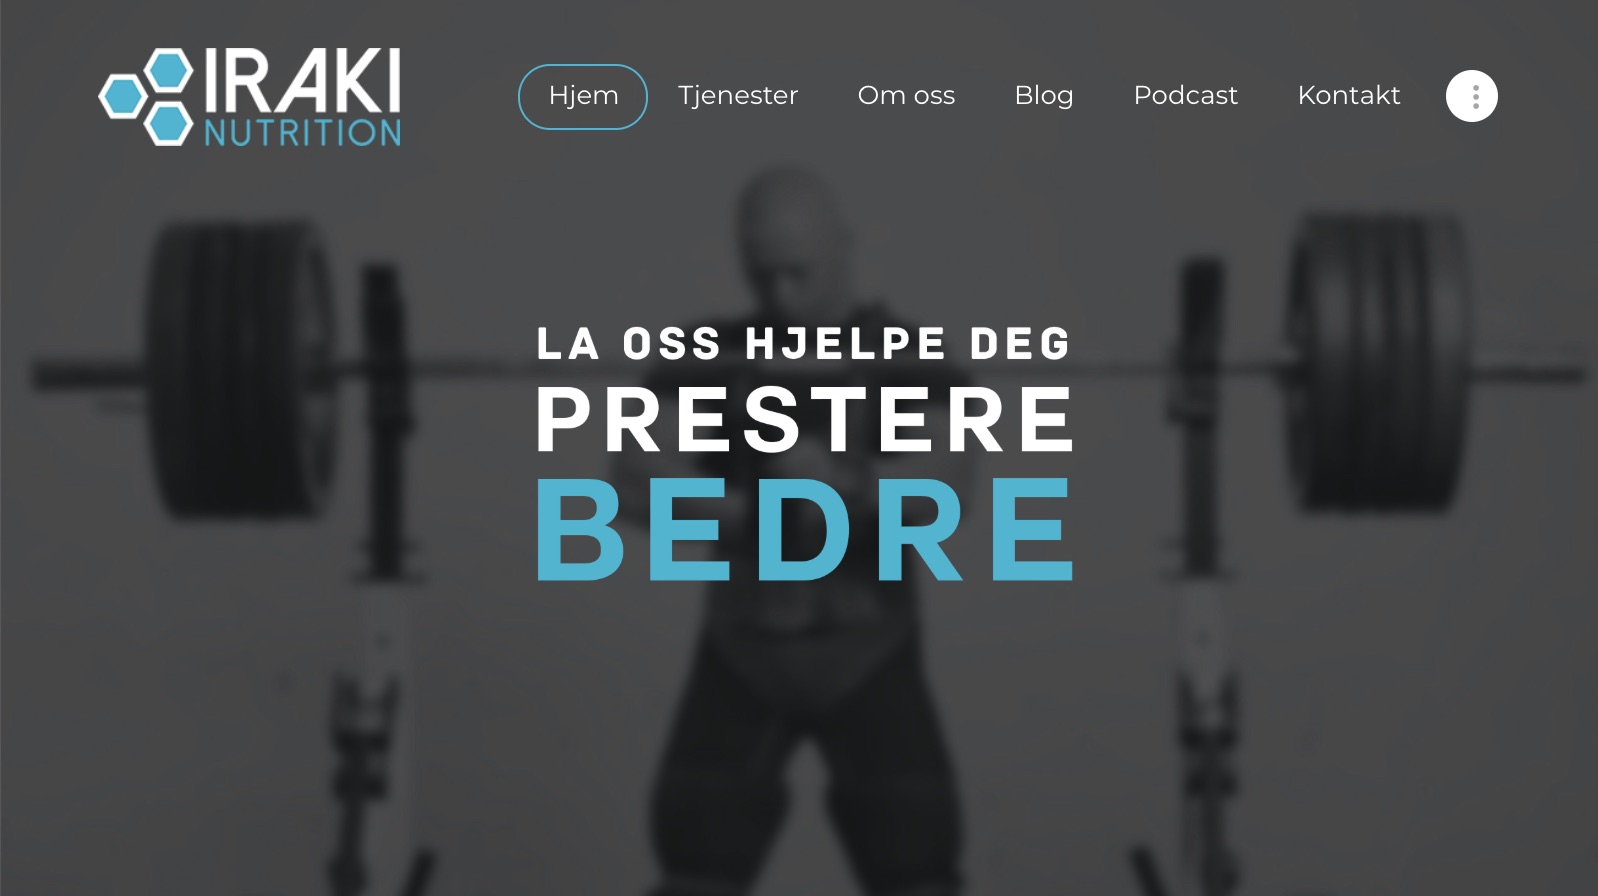 IRAKI
NUTRITION
Hjem
Tjenester
Om oss
Blog
Podcast
Kontakt
LA OSS HJELPE DEG
PRESTERE
BEDRE